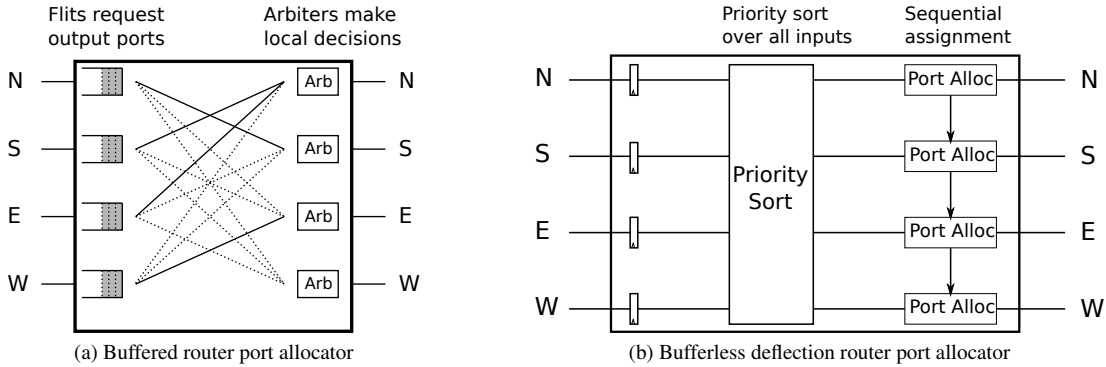 Flits request
output ports
Arbiters make
local decisions
N
Arb
N
S
Arb
S
E
Arb
E
W
Arb
W
(a) Buffered router port allocator
Priority sort
over all inputs
Sequential
assignment
N
Port Alloc
N
S
Port Alloc
S
Priority
Sort
E
Port Alloc
E
W
Port Alloc
W
(b) Bufferless deflection router port allocator